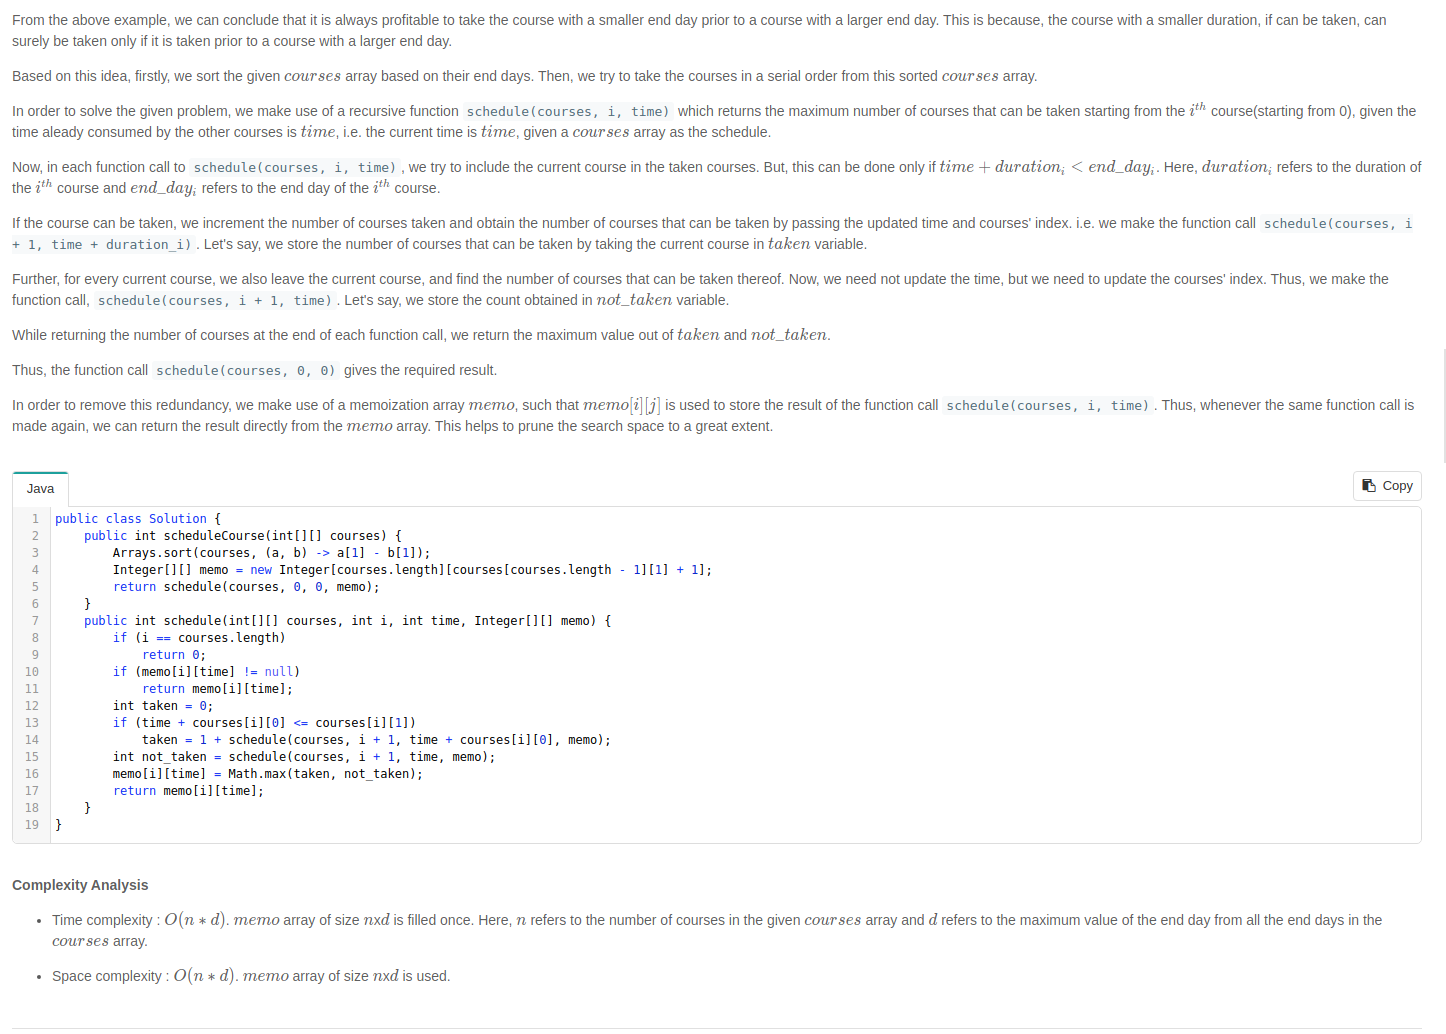 From the above example, we can conclude that it is always profitable to take the course with a smaller end day prior to a course with a larger end day. This is because, the course with a smaller duration, if can be taken, can
surely be taken only if it is taken prior to a course with a larger end day.
Based on this idea, firstly, we sort the given courses array based on their end days. Then, we try to take the courses in a serial order from this sorted courses array.
In order to solve the given problem, we make use of a recursive function schedule(courses, i, time) which returns the maximum number of courses that can be taken starting from the i^{th} course(starting from 0), given the
time aleady consumed by the other courses is time, i.e. the current time is time, given a courses array as the schedule.
Now, in each function call to schedule(courses, i, time) , we try to include the current course in the taken courses. But, this can be done only if time + duration_i < end_day_i. Here, duration_i refers to the duration of
the i^{th} course and end_day_i refers to the end day of the i^{th} course.
If the course can be taken, we increment the number of courses taken and obtain the number of courses that can be taken by passing the updated time and courses' index. i.e. we make the function call schedule(courses, i
+ 1, time + duration_i) . Let's say, we store the number of courses that can be taken by taking the current course in taken variable.
Further, for every current course, we also leave the current course, and find the number of courses that can be taken thereof. Now, we need not update the time, but we need to update the courses' index. Thus, we make the
function call, schedule(courses, i + 1, time) . Let's say, we store the count obtained in not_taken variable.
While returning the number of courses at the end of each function call, we return the maximum value out of taken and not_taken.
Thus, the function call schedule(courses, 0, 0) gives the required result.
In order to remove this redundancy, we make use of a memoization array memo, such that memo[i][j] is used to store the result of the function call schedule(courses, i, time) . Thus, whenever the same function call is
made again, we can return the result directly from the memo array. This helps to prune the search space to a great extent.
Java
Copy
1 public class Solution {
2     public int scheduleCourse(int[][] courses) {
3         Arrays.sort(courses, (a, b) -> a[1] - b[1]);
4         Integer[][] memo = new Integer[courses.length][courses[courses.length - 1][1] + 1];
5         return schedule(courses, 0, 0, memo);
6     }
7     public int schedule(int[][] courses, int i, int time, Integer[][] memo) {
8         if (i == courses.length)
9             return 0;
10         if (memo[i][time] != null)
11             return memo[i][time];
12         int taken = 0;
13         if (time + courses[i][0] <= courses[i][1])
14             taken = 1 + schedule(courses, i + 1, time + courses[i][0], memo);
15         int not_taken = schedule(courses, i + 1, time, memo);
16         memo[i][time] = Math.max(taken, not_taken);
17         return memo[i][time];
18     }
19 }
Complexity Analysis
• Time complexity : O(n * d). memo array of size nxd is filled once. Here, n refers to the number of courses in the given courses array and d refers to the maximum value of the end day from all the end days in the
courses array.
• Space complexity : O(n * d). memo array of size nxd is used.